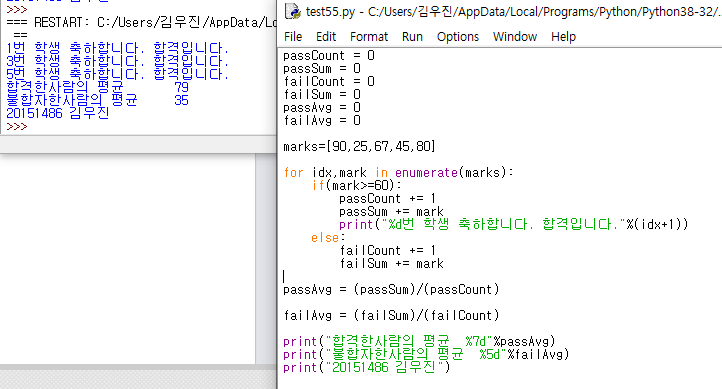 >>>
=== RESTART: C:/Users/김우진/AppData/Lo
==
1번 학생 축하합니다. 합격입니다.
3번 학생 축하합니다. 합격입니다.
5번 학생 축하합니다. 합격입니다.
합격한사람의 평균      79
불합자한사람의 평균    35
20151486 김우진
>>>
test55.py - C:/Users/김우진/AppData/Local/Programs/Python/Python38-32/.
File Edit Format Run Options Window Help
passCount = 0
passSum = 0
failCount = 0
failSum = 0
passAvg = 0
failAvg = 0
marks=[90,25,67,45,80]
for idx,mark in enumerate(marks):
    if(mark>=60):
        passCount += 1
        passSum += mark
        print("%d번 학생 축하합니다. 합격입니다."%(idx+1))
    else:
        failCount += 1
        failSum += mark
passAvg = (passSum)/(passCount)
failAvg = (failSum)/(failCount)
print("합격한사람의 평균  %7d"%passAvg)
print("불합자한사람의 평균  %5d"%failAvg)
print("20151486 김우진")